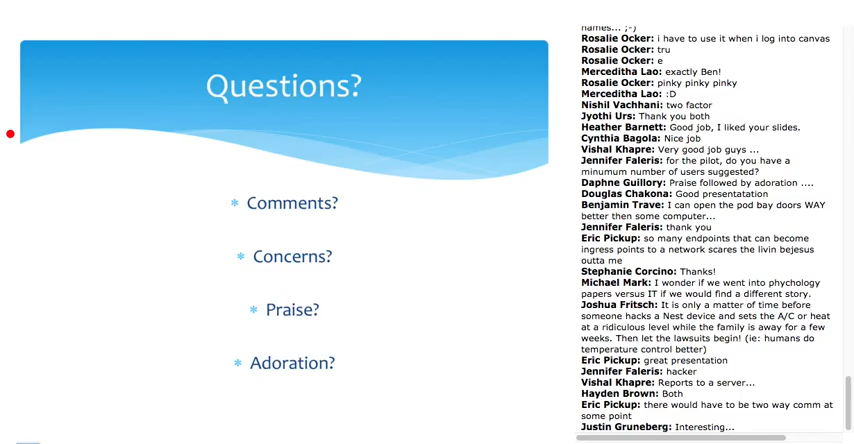 Questions?
* Comments?
* Concerns?
* Praise?
* Adoration?
names... ;-)
Rosalie Ocker: i have to use it when i log into canvas
Rosalie Ocker: tru
Rosalie Ocker: e
Merceditha Lao: exactly Ben!
Rosalie Ocker: pinky pinky pinky
Merceditha Lao: :D
Nishil Vachhani: two factor
Jyothi Urs: Thank you both
Heather Barnett: Good job, I liked your slides.
Cynthia Bagola: Nice job
Vishal Khapre: Very good job guys ...
Jennifer Faleris: for the pilot, do you have a
minumum number of users suggested?
Daphne Guillory: Praise followed by adoration ....
Douglas Chakona: Good presentatation
Benjamin Trave: I can open the pod bay doors WAY
better then some computer...
Jennifer Faleris: thank you
Eric Pickup: so many endpoints that can become
ingress points to a network scares the livin bejesus
outta me
Stephanie Corcino: Thanks!
Michael Mark: I wonder if we went into phychology
papers versus IT if we would find a different story.
Joshua Fritsch: It is only a matter of time before
someone hacks a Nest device and sets the A/C or heat
at a ridiculous level while the family is away for a few
weeks. Then let the lawsuits begin! (ie: humans do
temperature control better)
Eric Pickup: great presentation
Jennifer Faleris: hacker
Vishal Khapre: Reports to a server...
Hayden Brown: Both
Eric Pickup: there would have to be two way comm at
some point
Justin Gruneberg: Interesting...